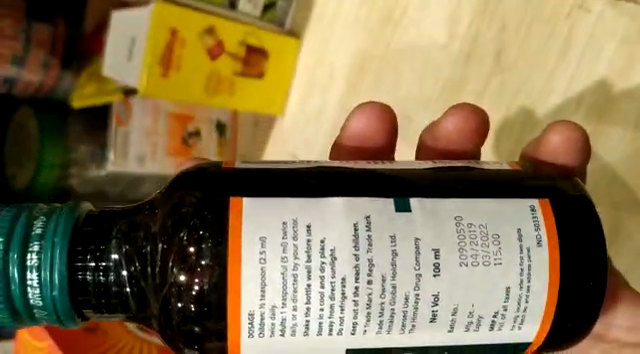 DOSAGE:
Children: ½ teaspoon (2.5 ml)
twice daily.
Adults: 1 teaspoonful (5 ml) twice
daily, or as directed by your doctor.
Shake the bottle well before use.
Store in a cool and dry place,
away from direct sunlight.
Do not refrigerate.
Keep out of the reach of children.
™ Trade Mark / ® Regd. Trade Mark
Trade Mark Owner:
Himalaya Global Holdings Ltd.
Licensed User:
The Himalaya Drug Company
Net Vol. 100 ml
Batch No.: 20900590
Mfg. Dt.- 04/2019
Expiry: 03/2022
MRP Rs. 115.00
incl. of all taxes
IND-5033180